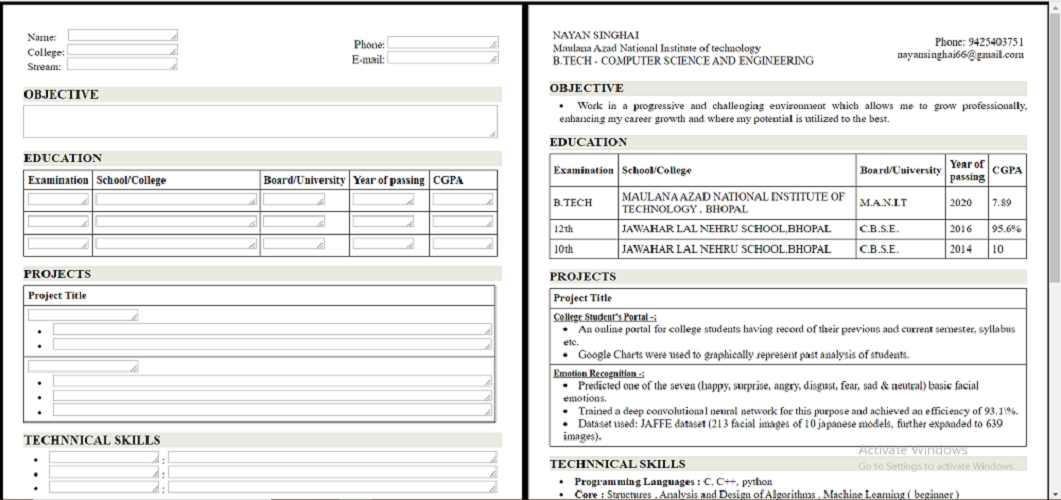 Name:
College:
Stream:
Phone:
E-mail:
OBJECTIVE
EDUCATION
Examination School/College Board/University Year of passing CGPA
PROJECTS
Project Title
TECHNNICAL SKILLS
:
:
:
NAYAN SINGHAI
Maulana Azad National Institute of technology
B.TECH - COMPUTER SCIENCE AND ENGINEERING
Phone: 9425403751
nayansinghai66@gmail.com
OBJECTIVE
• Work in a progressive and challenging environment which allows me to grow professionally,
enhancing my career growth and where my potential is utilized to the best.
EDUCATION
Examination School/College Board/University Year of passing CGPA
B.TECH MAULANA AZAD NATIONAL INSTITUTE OF
TECHNOLOGY , BHOPAL M.A.N.I.T 2020 7.89
12th JAWAHAR LAL NEHRU SCHOOL,BHOPAL C.B.S.E. 2016 95.6%
10th JAWAHAR LAL NEHRU SCHOOL,BHOPAL C.B.S.E. 2014 10
PROJECTS
Project Title
College Student's Portal -:
• An online portal for college students having record of their previous and current semester, syllabus
etc.
• Google Charts were used to graphically represent past analysis of students.
Emotion Recognition -:
• Predicted one of the seven (happy, surprise, angry, disgust, fear, sad & neutral) basic facial
emotions.
• Trained a deep convolutional neural network for this purpose and achieved an efficiency of 93.1\%.
• Dataset used: JAFFE dataset (213 facial images of 10 japanese models, further expanded to 639
images).
Activate Windows
Go to Settings to activate Windows.
TECHNNICAL SKILLS
• Programming Languages : C, C++, python
• Core : Structures , Analysis and Design of Algorithms , Machine Learning ( beginner )